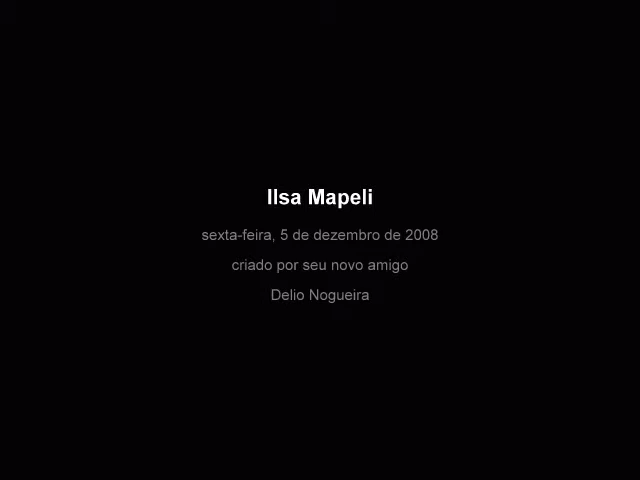 Ilsa Mapeli
sexta-feira, 5 de dezembro de 2008
criado por seu novo amigo
Delio Nogueira